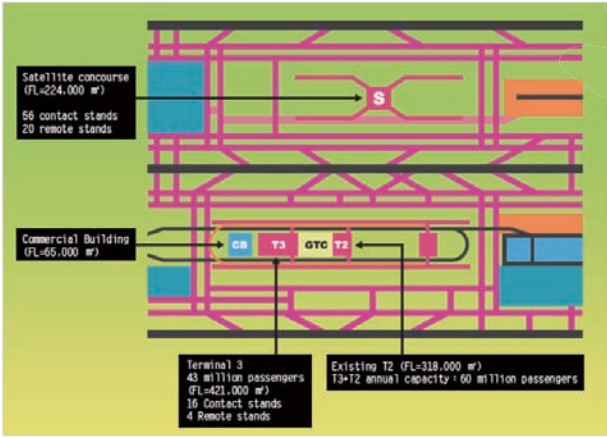 Satellite concourse
(FL=224.000 ㎡)
56 contact stands
20 remote stands
S
Commercial Building
(FL=65.000 ㎡)
CB
T3
GTC
T2
Terminal 3
43 million passengers
(FL=421.000 ㎡)
16 Contact stands
4 Remote stands
Existing T2 (FL=318.000 ㎡)
T3+T2 annual capacity : 60 million passengers